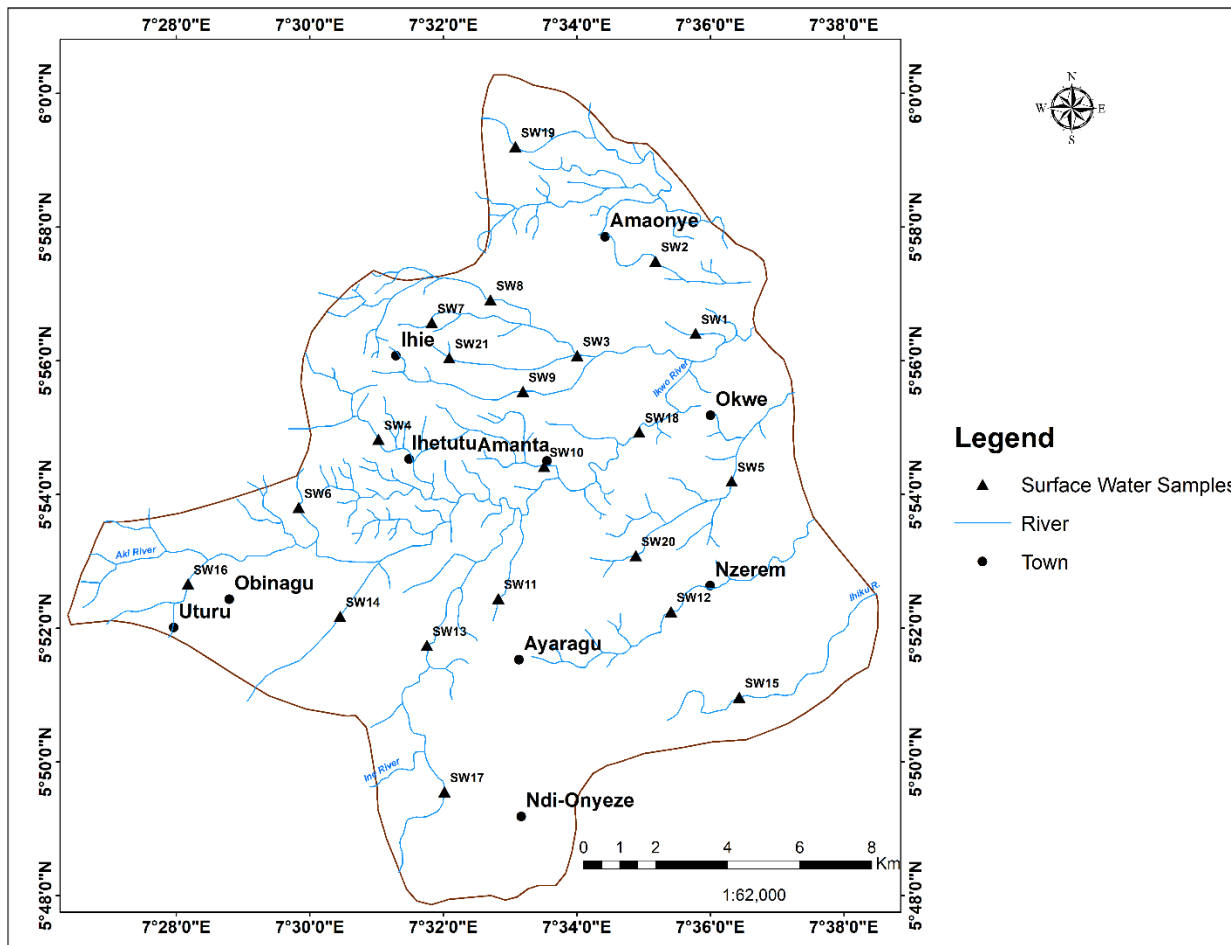 7°28'0"E 7°30'0"E 7°32'0"E 7°34'0"E 7°36'0"E 7°38'0"E
N
W E
S
6°0'0"N 6°0'0"N
SW19
5°58'0"N 5°58'0"N
Amaonye
SW2
SW8
SW7
SW1
Ihie
SW21
SW3
5°56'0"N 5°56'0"N
SW9
Ikwo River
Okwe
SW18
SW4
Ihetutu
Amanta
SW10
Legend
Surface Water Samples
River
Town
SW5
5°54'0"N 5°54'0"N
SW6
Aki River
SW20
SW16
Obinagu
Nzerem
Ihiku R.
Uturu
SW14
SW11
SW12
5°52'0"N 5°52'0"N
SW13
Ayaragu
SW15
5°50'0"N 5°50'0"N
Ine River
SW17
Ndi-Onyeze
0 1 2 4 6 8
Km
1:62,000
5°48'0"N 5°48'0"N
7°28'0"E 7°30'0"E 7°32'0"E 7°34'0"E 7°36'0"E 7°38'0"E